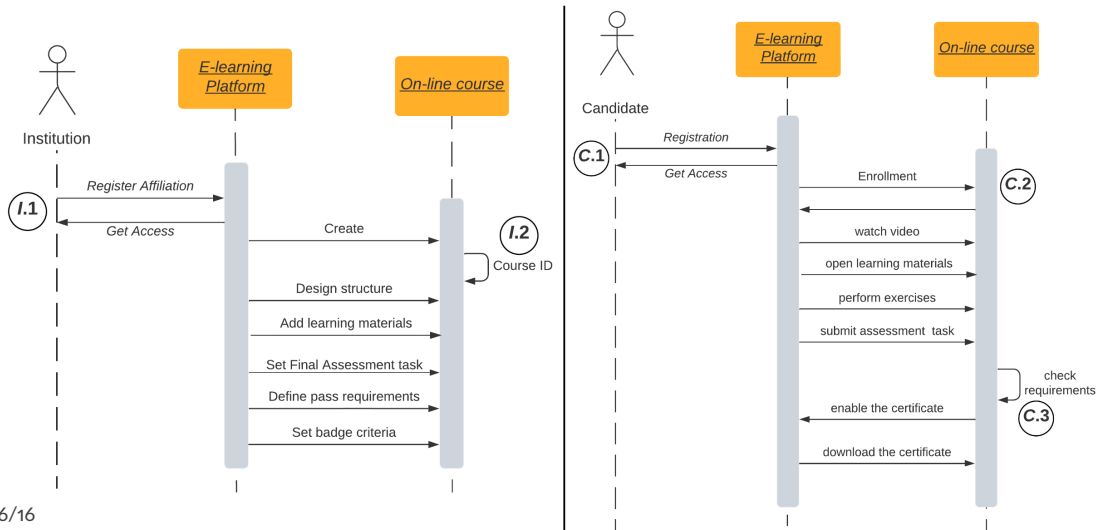 E-learning
Platform
On-line course
Institution
I.1
Register Affiliation
Get Access
Create
I.2
Course ID
Design structure
Add learning materials
Set Final Assessment task
Define pass requirements
Set badge criteria
6/16
E-learning
Platform
On-line course
Candidate
C.1
Registration
Get Access
Enrollment
C.2
watch video
open learning materials
perform exercises
submit assessment task
check
requirements
C.3
enable the certificate
download the certificate